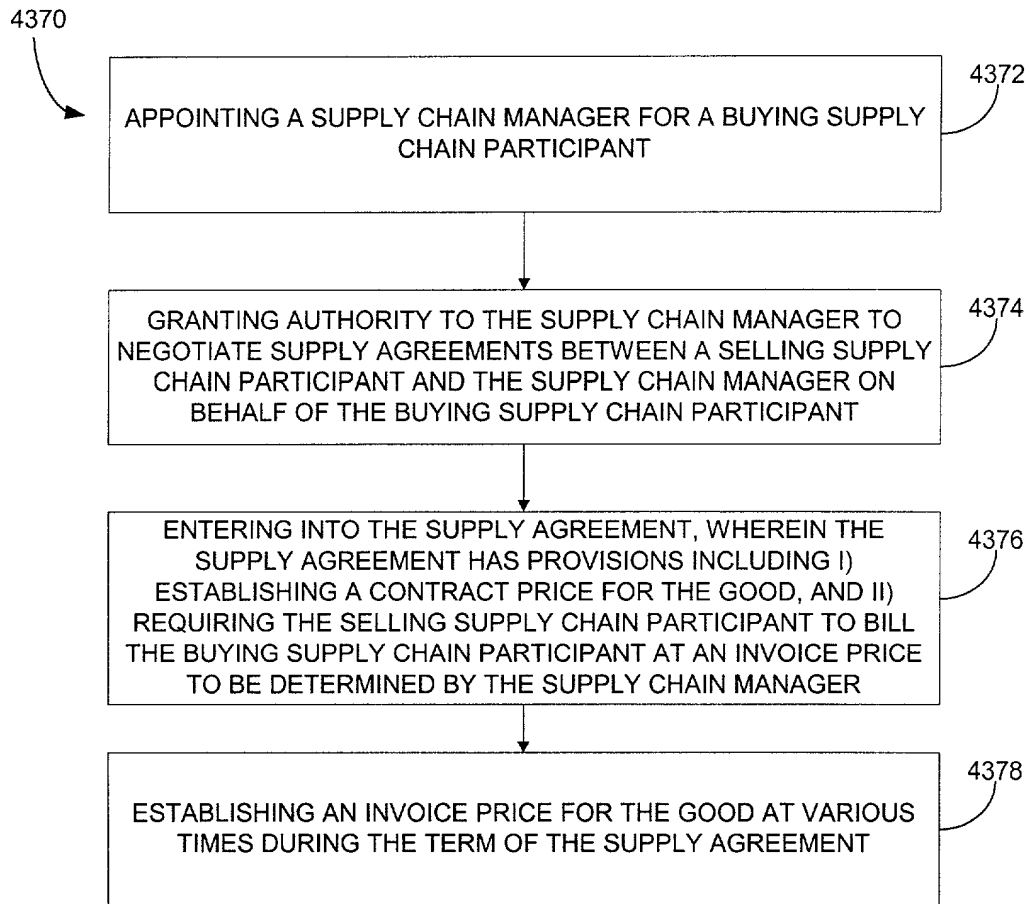 4370
4372
APPOINTING A SUPPLY CHAIN MANAGER FOR A BUYING SUPPLY
CHAIN PARTICIPANT
4374
GRANTING AUTHORITY TO THE SUPPLY CHAIN MANAGER TO
NEGOTIATE SUPPLY AGREEMENTS BETWEEN A SELLING SUPPLY
CHAIN PARTICIPANT AND THE SUPPLY CHAIN MANAGER ON
BEHALF OF THE BUYING SUPPLY CHAIN PARTICIPANT
4376
ENTERING INTO THE SUPPLY AGREEMENT, WHEREIN THE
SUPPLY AGREEMENT HAS PROVISIONS INCLUDING I)
ESTABLISHING A CONTRACT PRICE FOR THE GOOD, AND II)
REQUIRING THE SELLING SUPPLY CHAIN PARTICIPANT TO BILL
THE BUYING SUPPLY CHAIN PARTICIPANT AT AN INVOICE PRICE
TO BE DETERMINED BY THE SUPPLY CHAIN MANAGER
4378
ESTABLISHING AN INVOICE PRICE FOR THE GOOD AT VARIOUS
TIMES DURING THE TERM OF THE SUPPLY AGREEMENT